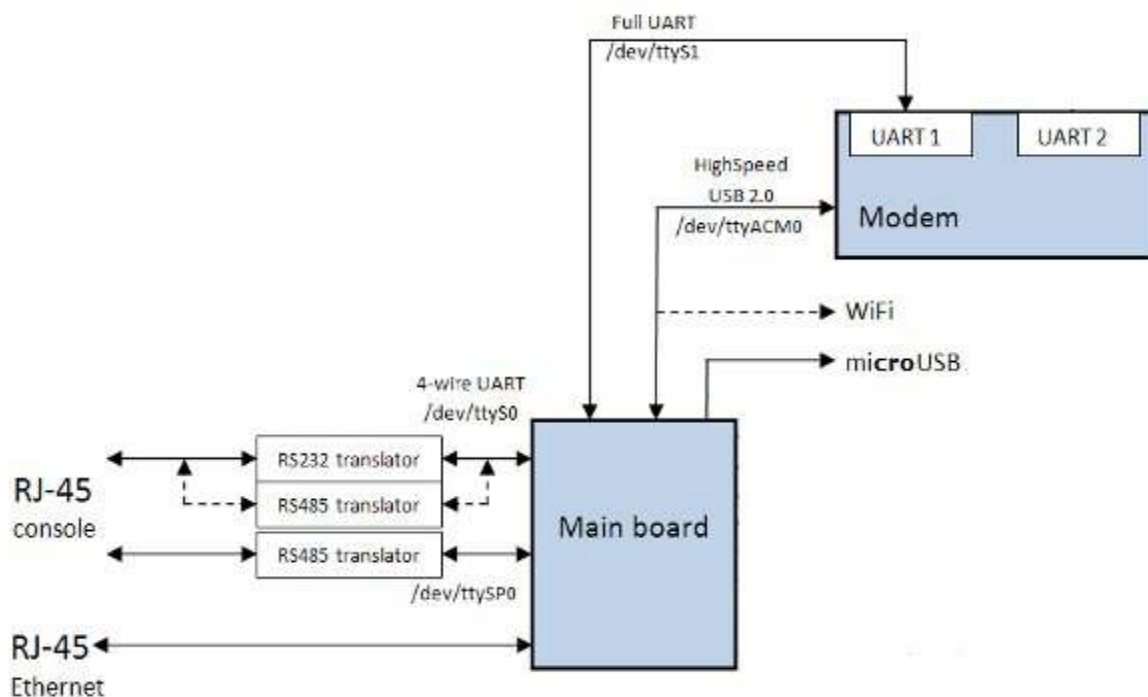 Full UART
/dev/ttyS1
UART 1
UART 2
Modem
HighSpeed
USB 2.0
/dev/ttyACM0
WiFi
microUSB
4-wire UART
/dev/ttyS0
RJ-45
console
RS232 translator
RS485 translator
RS485 translator
/dev/ttySP0
Main board
RJ-45
Ethernet